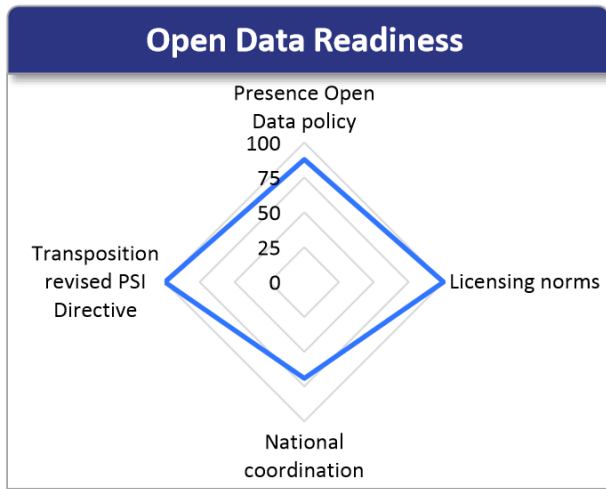 Open Data Readiness
Presence Open
Data policy
100
75
50
25
0
Transposition
revised PSI
Directive
Licensing norms
National
coordination